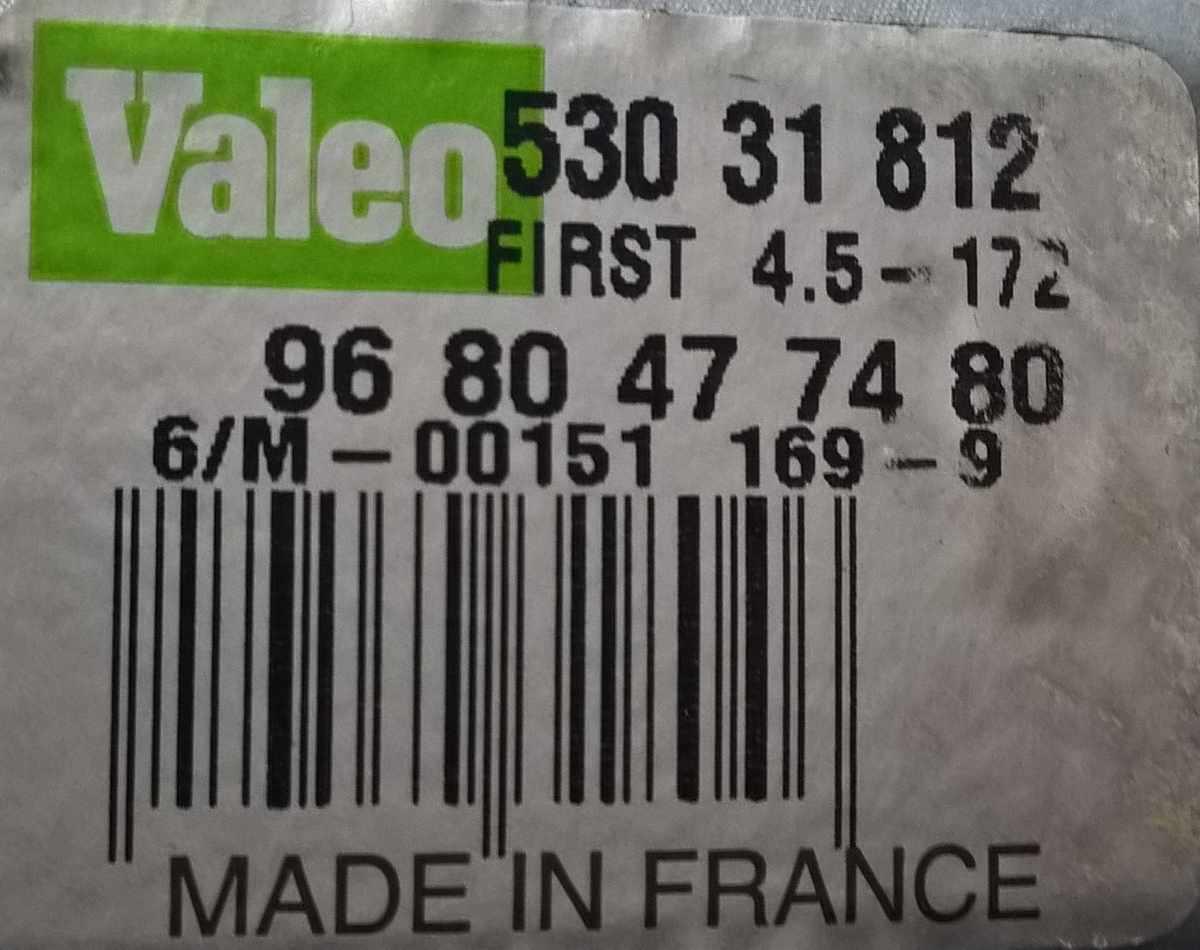 Valeo 530 31 812
FIRST 4.5 - 172
96 80 47 74 80
6/M - 00151 169 - 9
MADE IN FRANCE